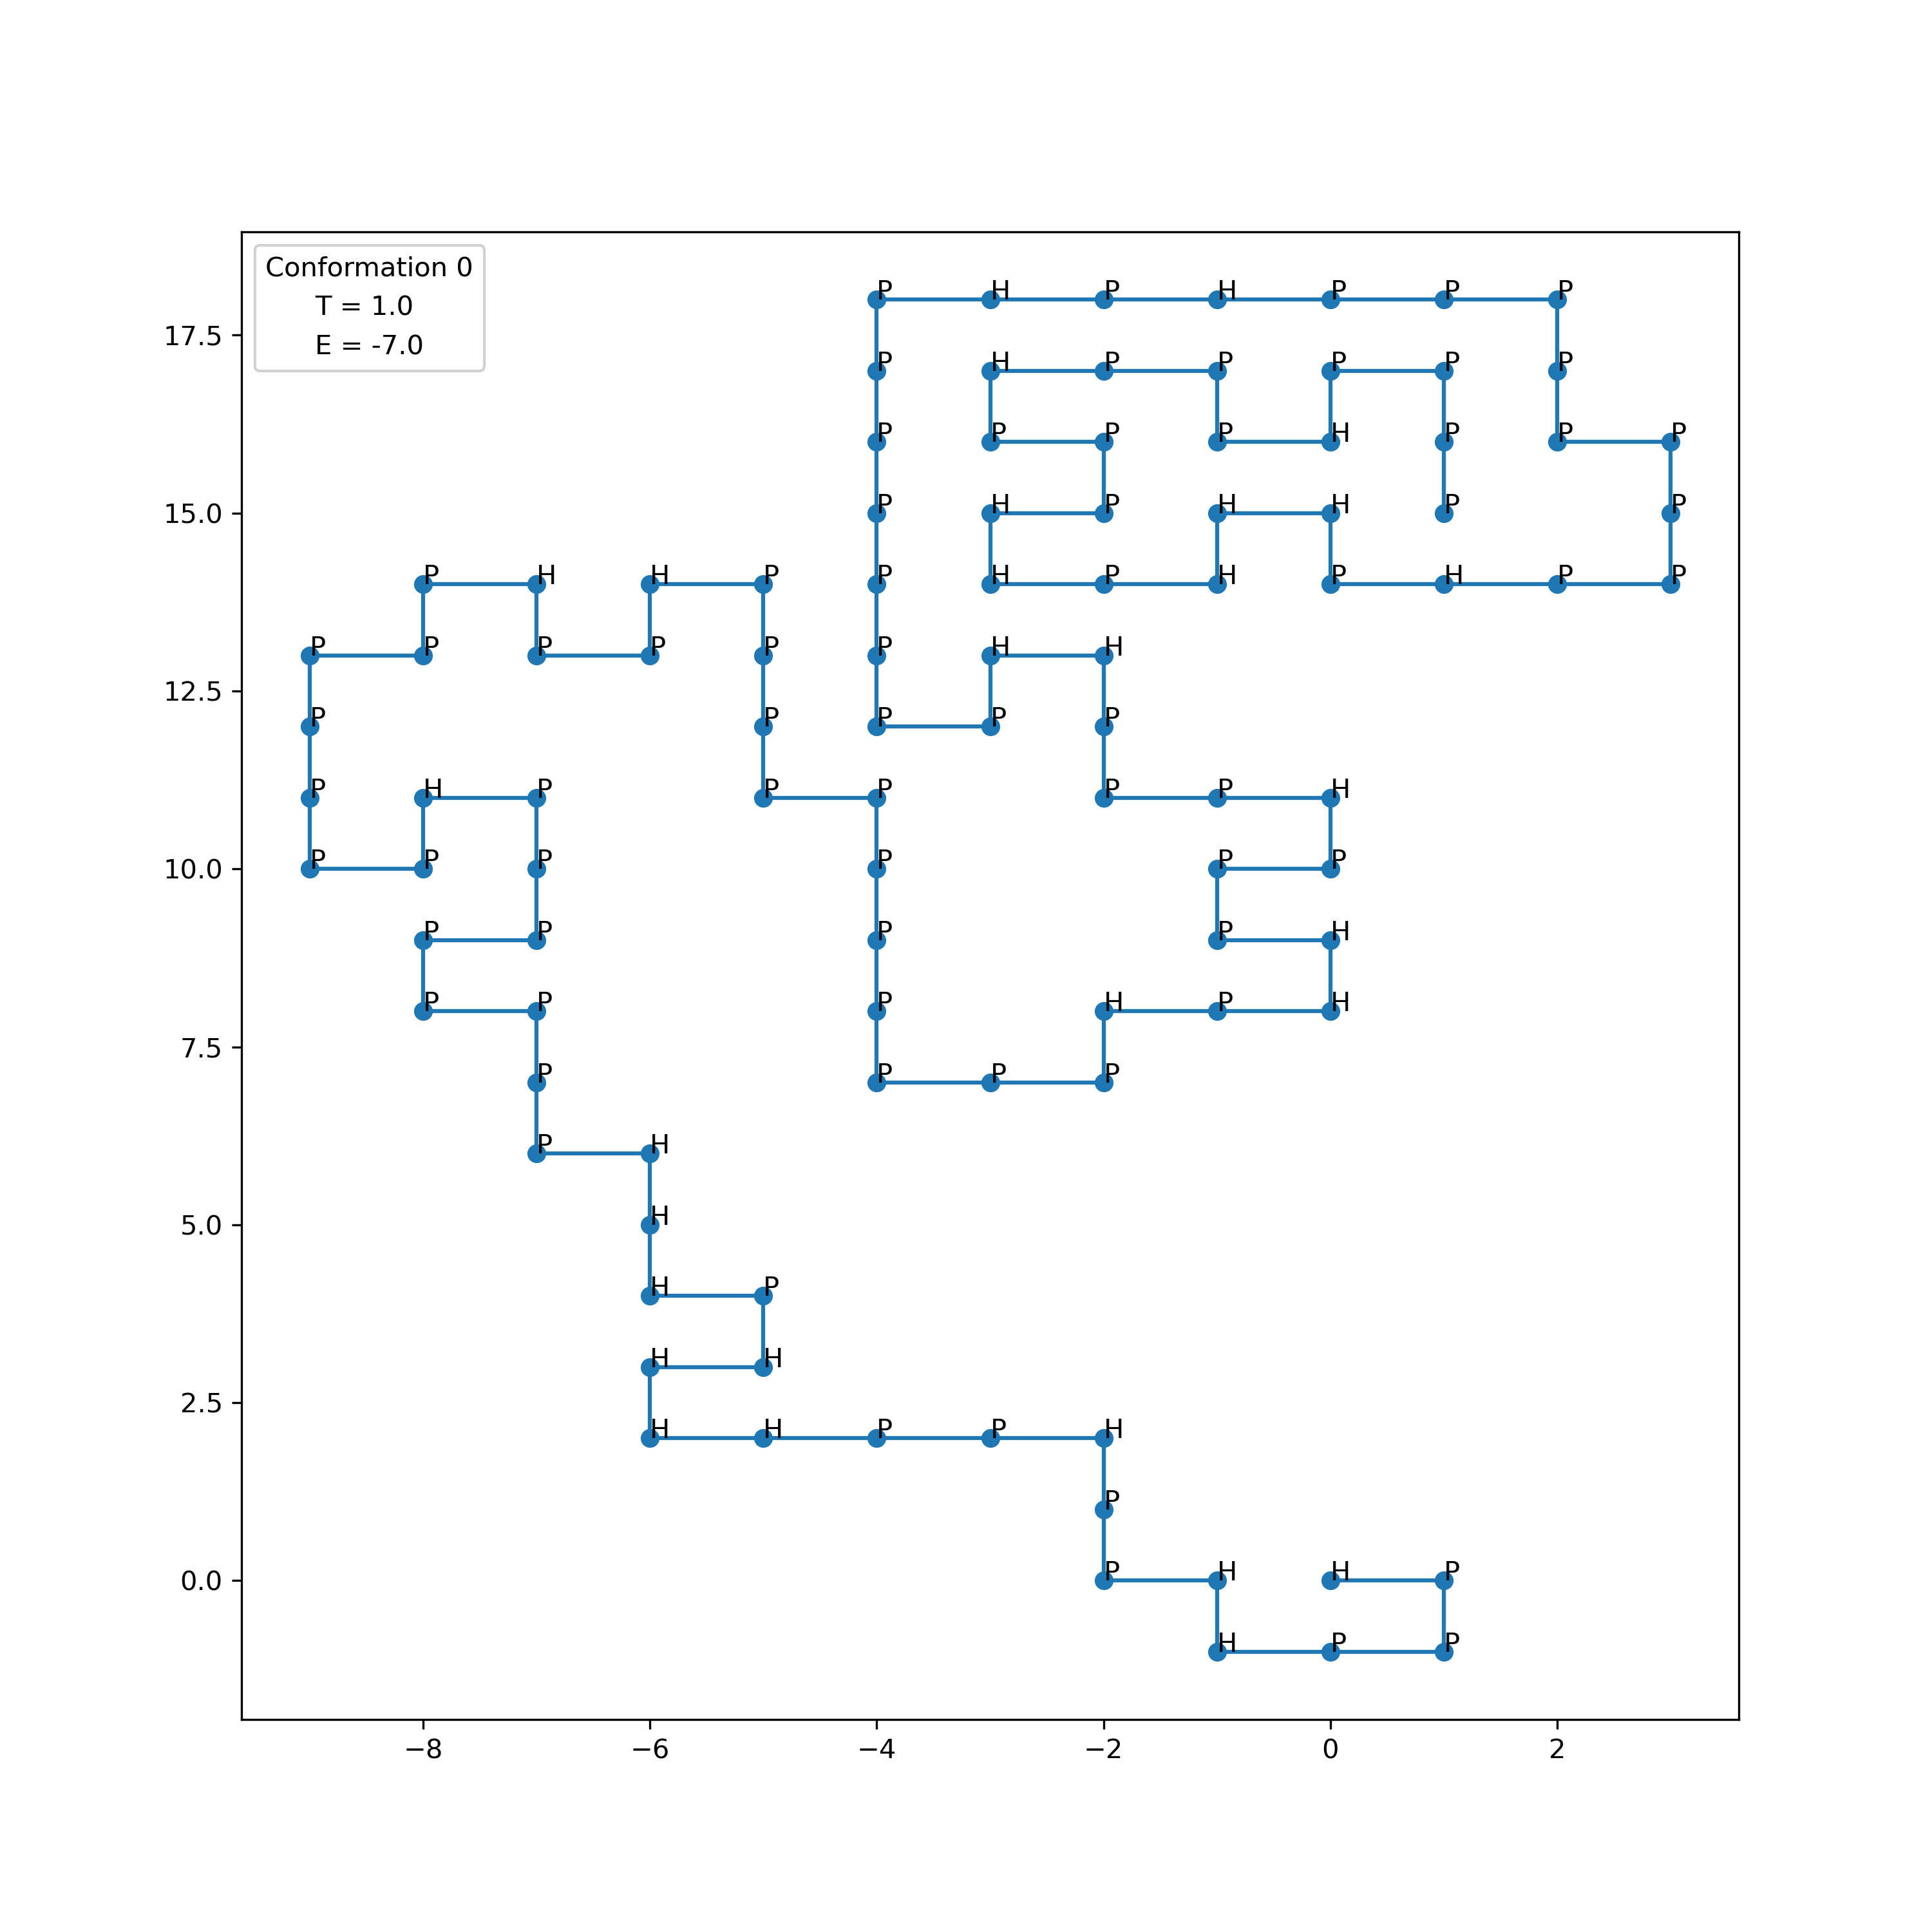 Conformation 0
T = 1.0
E = -7.0
P H P H P P P
17.5
P H P P P P P
P P P P H P P P
15.0
P H P H H P P
P H H P P H P H P H P P
P P P P P P H H
12.5
P P P P P
P H P P P P P H
10.0
P P P P P P
P P P P H
P P P H P H
7.5
P P P P
P H
5.0
H
H P
H H
2.5
H H P P H
P
0.0
P H H P
H P P
−8 −6 −4 −2 0 2